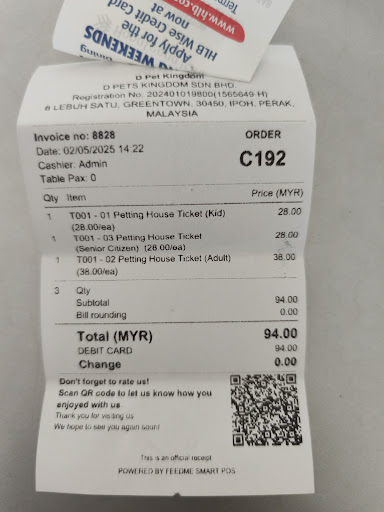 www.hlb.co
now at
HLB Wise Credit Card
Apply for the
WEEKENDS
Dining
D Pet Kingdom
D PETS KINGDOM SDN BHD
Registration No. 202401019800(1565649-H)
8 LEBUH SATU, GREENTOWN, 30450, IPOH, PERAK,
MALAYSIA
Invoice no: 8828
ORDER
Date: 02/05/2025 14:22
C192
Cashier: Admin
Table Pax: 0
Qty Item Price (MYR)
1 T001 - 01 Petting House Ticket (Kid) 28.00
(28.00/ea)
1 T001 - 03 Petting House Ticket 28.00
(Senior Citizen) (28.00/ea)
1 T001 - 02 Petting House Ticket (Adult) 38.00
(38.00/ea)
3 Qty
Subtotal 94.00
Bill rounding 0.00
Total (MYR) 94.00
DEBIT CARD 94.00
Change 0.00
Don't forget to rate us!
Scan QR code to let us know how you
enjoyed with us
Thank you for visiting us
We hope to see you again soon!
This is an official receipt
POWERED BY FEEDME SMART POS